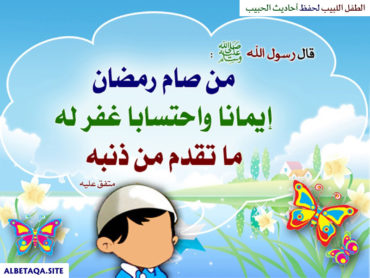 الطفل اللبيب لحفظ أحاديث الحبيب
قال رسول الله ﷺ :
من صام رمضان
إيمانا واحتسابا غفر له
ما تقدم من ذنبه
متفق عليه
ALBETAQA.SITE